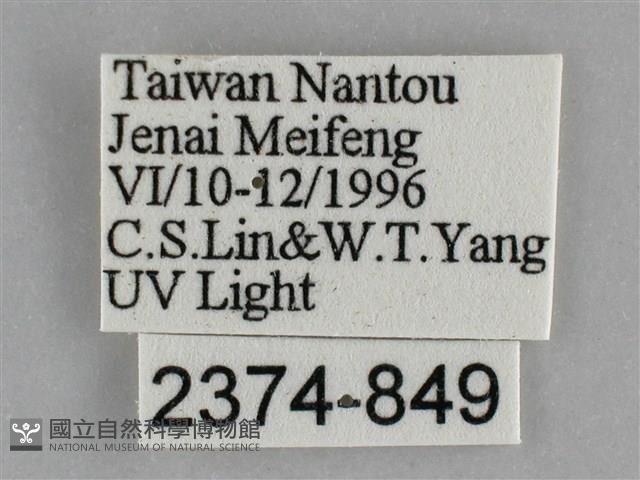 Taiwan Nantou
Jenai Meifeng
VI/10-12/1996
C.S.Lin&W.T.Yang
UV Light
2374-849
國立自然科學博物館
NATIONAL MUSEUM OF NATURAL SCIENCE